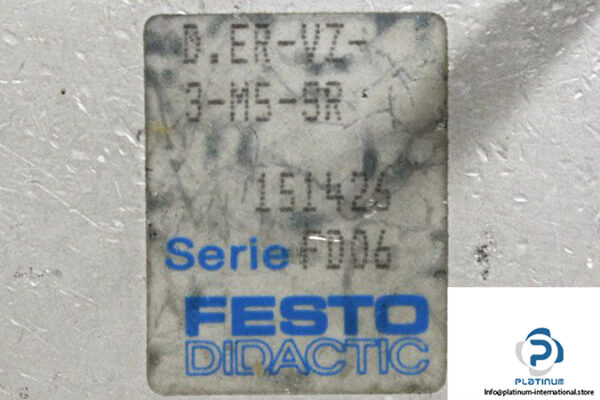 D.ER-VZ-
3-M5-SR
151426
Serie FD06
FESTO
DIDACTIC
PLATINUM
Info@platinum-international.store